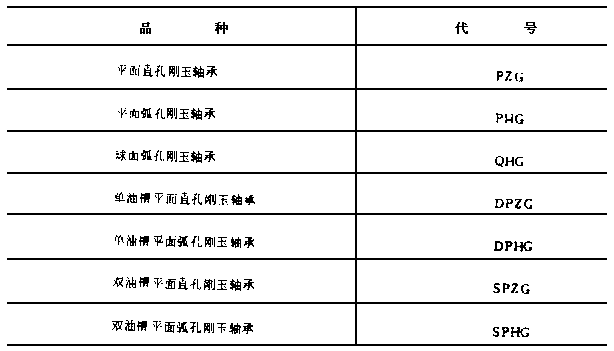 品 种 代 号
平面直孔刚玉轴承 PZG
平面弧孔刚玉轴承 PHG
球面弧孔刚玉轴承 QHG
单油槽平面直孔刚玉轴承 DPZG
单油槽平面弧孔刚玉轴承 DPHG
双油槽平面直孔刚玉轴承 SPZG
双油槽平面弧孔刚玉轴承 SPHG